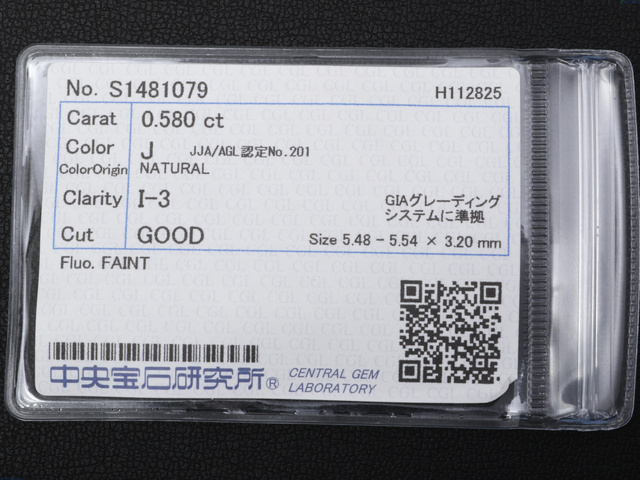 No. S1481079
H112825
Carat 0.580 ct
Color J JJA/AGL認定No.201
ColorOrigin NATURAL
Clarity I-3
GIAグレーディング
システムに準拠
Cut GOOD
Size 5.48 - 5.54 × 3.20 mm
Fluo. FAINT
中央宝石研究所®
CENTRAL GEM
LABORATORY